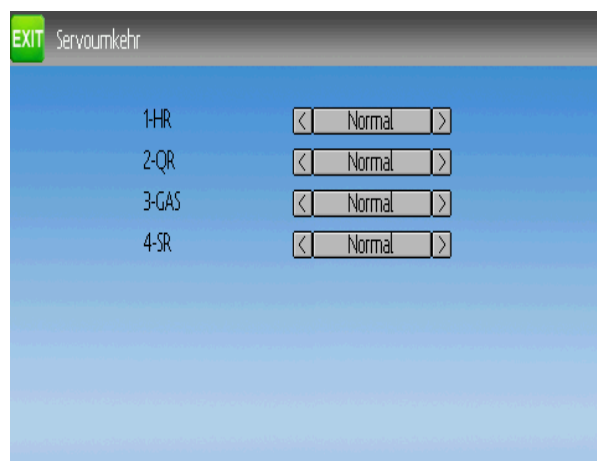 EXIT Servoumkehr
1-HR < Normal >
2-QR < Normal >
3-GAS < Normal >
4-SR < Normal >